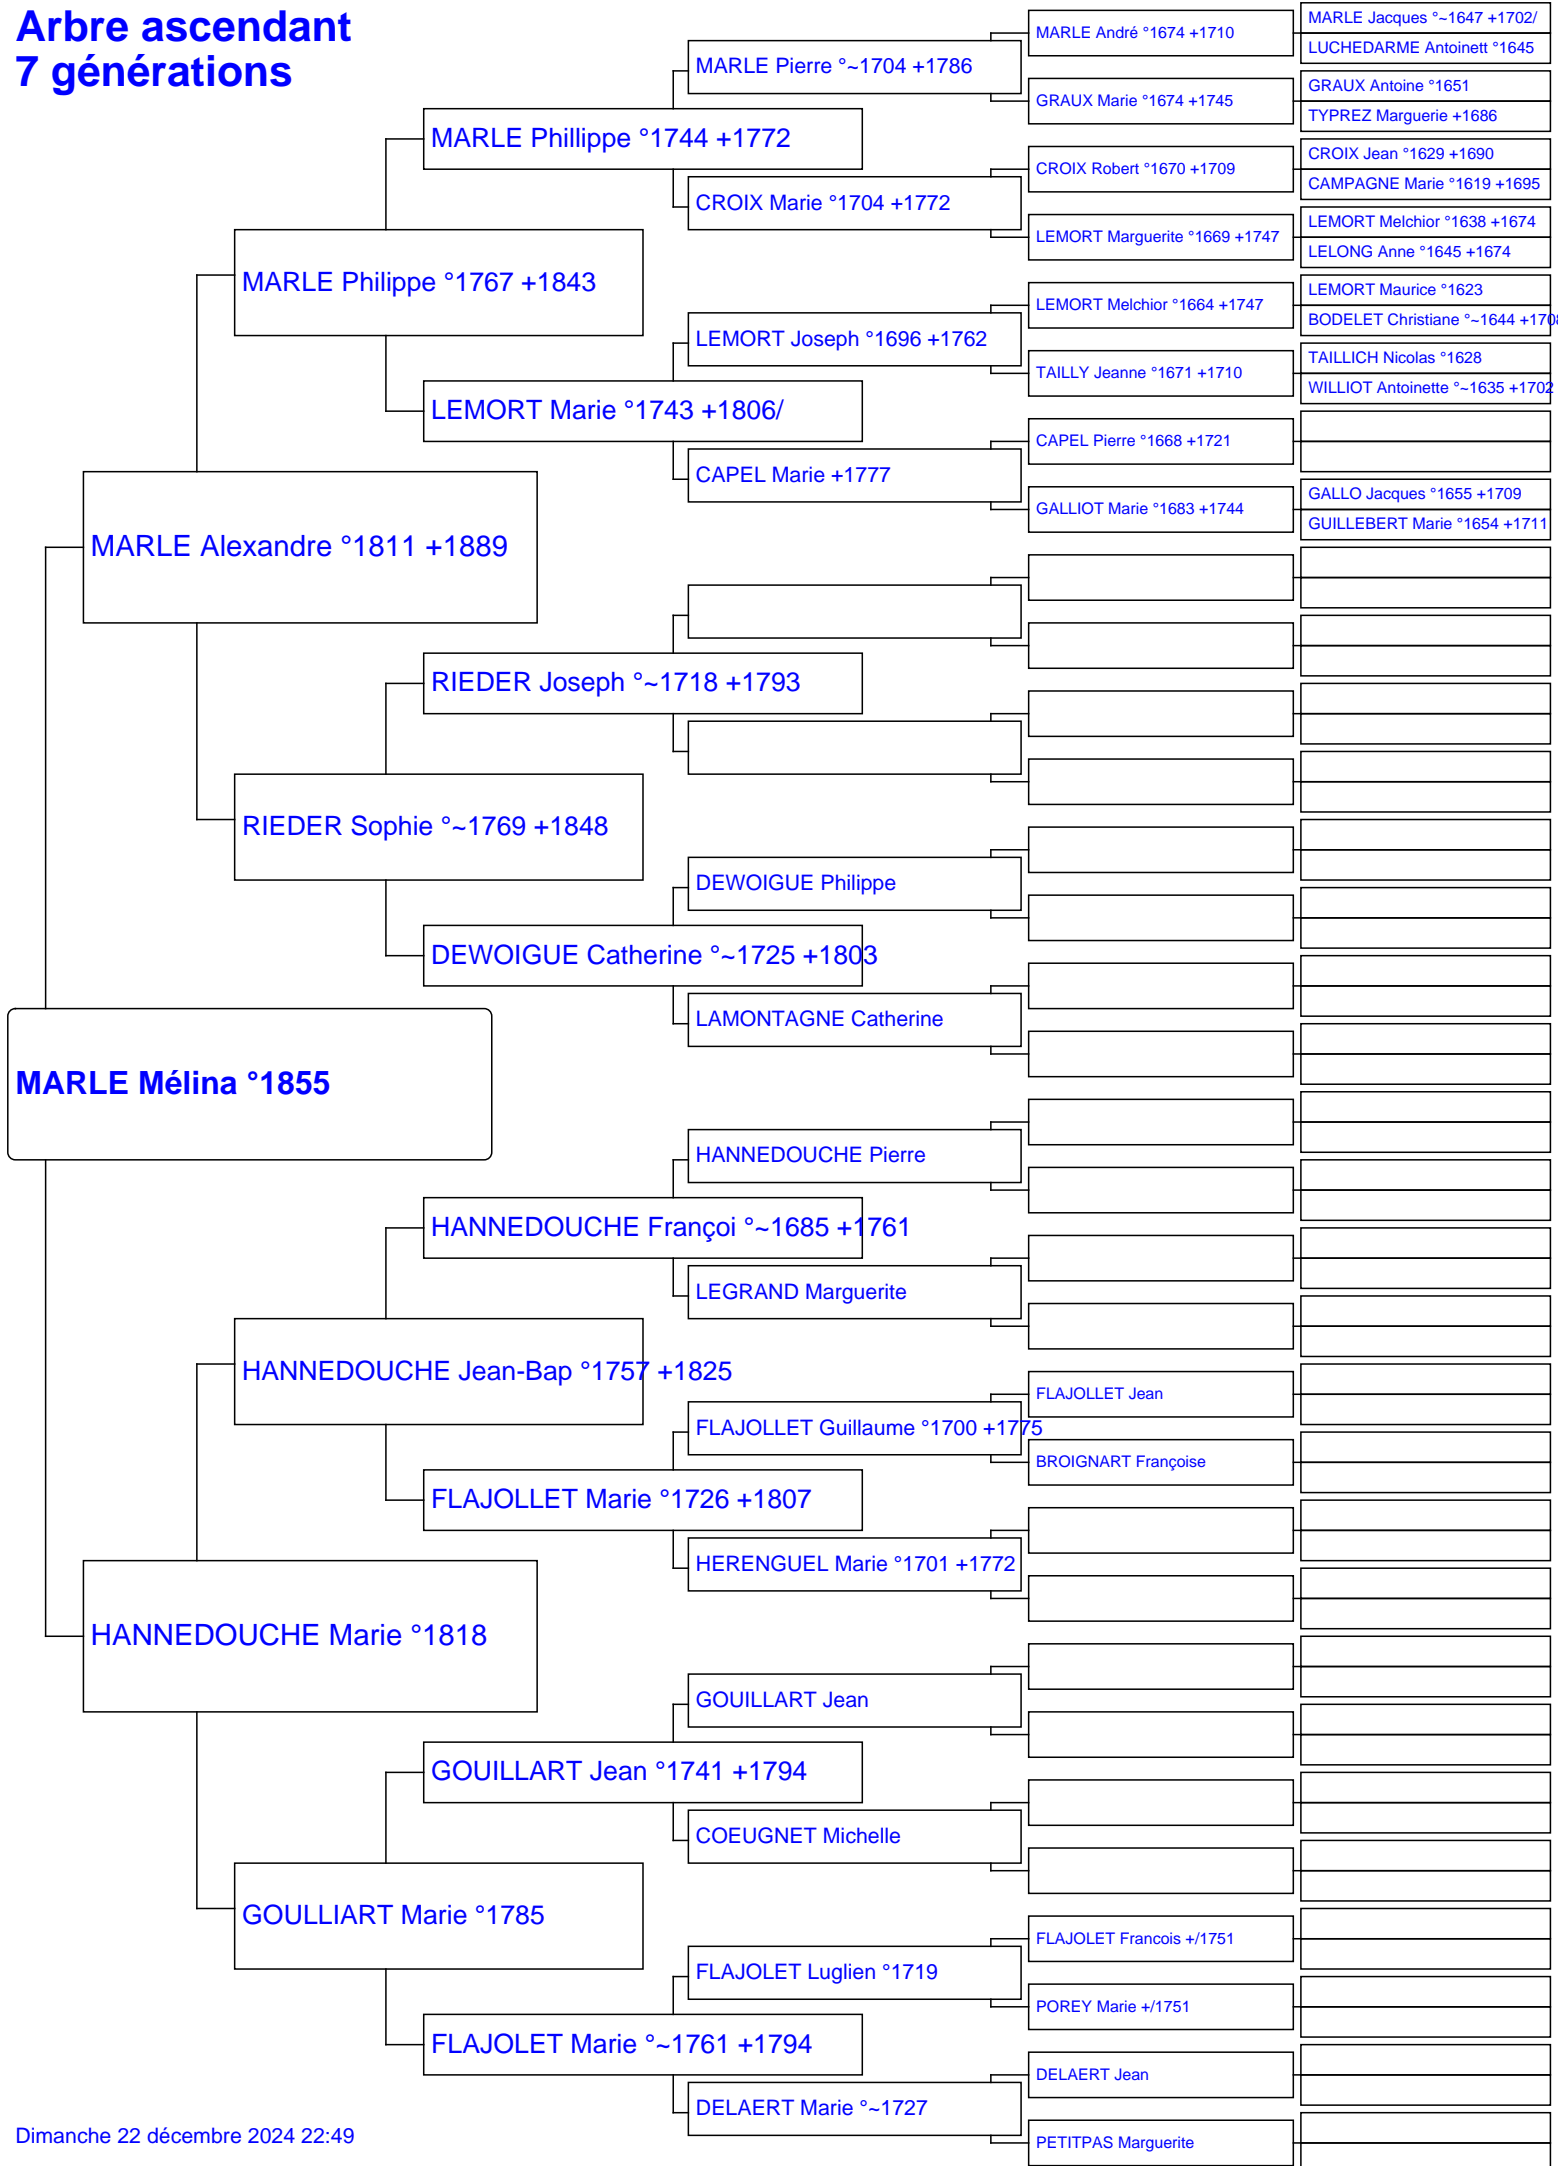 Arbre ascendant
7 générations
MARLE Jacques °~1647 +1702/
MARLE André °1674 +1710
LUCHEDARME Antoinett °1645
MARLE Pierre °~1704 +1786
GRAUX Antoine °1651
GRAUX Marie °1674 +1745
TYPREZ Marguerie +1686
MARLE Phillippe °1744 +1772
CROIX Jean °1629 +1690
CROIX Robert °1670 +1709
CAMPAGNE Marie °1619 +1695
CROIX Marie °1704 +1772
LEMORT Melchior °1638 +1674
LEMORT Marguerite °1669 +1747
LELONG Anne °1645 +1674
MARLE Philippe °1767 +1843
LEMORT Maurice °1623
LEMORT Melchior °1664 +1747
BODELET Christiane °~1644 +1708
LEMORT Joseph °1696 +1762
TAILLICH Nicolas °1628
TAILLY Jeanne °1671 +1710
WILLIOT Antoinette °~1635 +1702
LEMORT Marie °1743 +1806/
CAPEL Pierre °1668 +1721
CAPEL Marie +1777
GALLO Jacques °1655 +1709
GALLIOT Marie °1683 +1744
GUILLEBERT Marie °1654 +1711
MARLE Alexandre °1811 +1889
RIEDER Joseph °~1718 +1793
RIEDER Sophie °~1769 +1848
DEWOIGUE Philippe
DEWOIGUE Catherine °~1725 +1803
LAMONTAGNE Catherine
MARLE Mélina °1855
HANNEDOUCHE Pierre
HANNEDOUCHE Françoi °~1685 +1761
LEGRAND Marguerite
HANNEDOUCHE Jean-Bap °1757 +1825
FLAJOLLET Jean
FLAJOLLET Guillaume °1700 +1775
BROIGNART Françoise
FLAJOLLET Marie °1726 +1807
HERENGUEL Marie °1701 +1772
HANNEDOUCHE Marie °1818
GOUILLART Jean
GOUILLART Jean °1741 +1794
COEUGNET Michelle
GOULLIART Marie °1785
FLAJOLET Francois +/1751
FLAJOLET Luglien °1719
POREY Marie +/1751
FLAJOLET Marie °~1761 +1794
DELAERT Jean
DELAERT Marie °~1727
PETITPAS Marguerite
Dimanche 22 décembre 2024 22:49